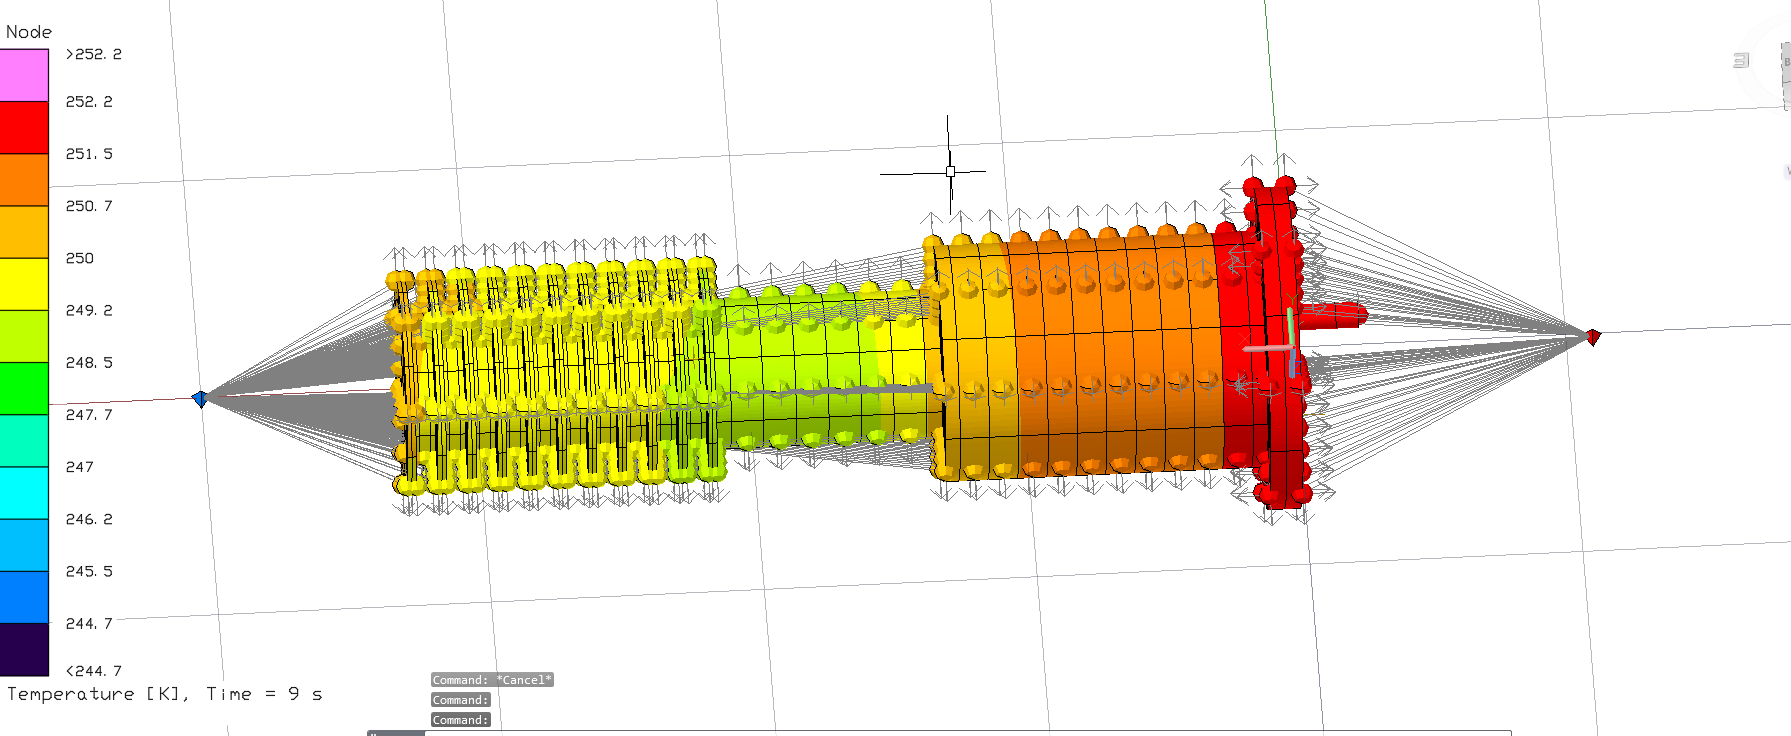 Node
>252.2
252.2
251.5
250.7
250
249.2
248.5
247.7
247
246.2
245.5
244.7
<244.7
Temperature [K], Time = 9 s
Command: *Cancel*
Command:
Command: